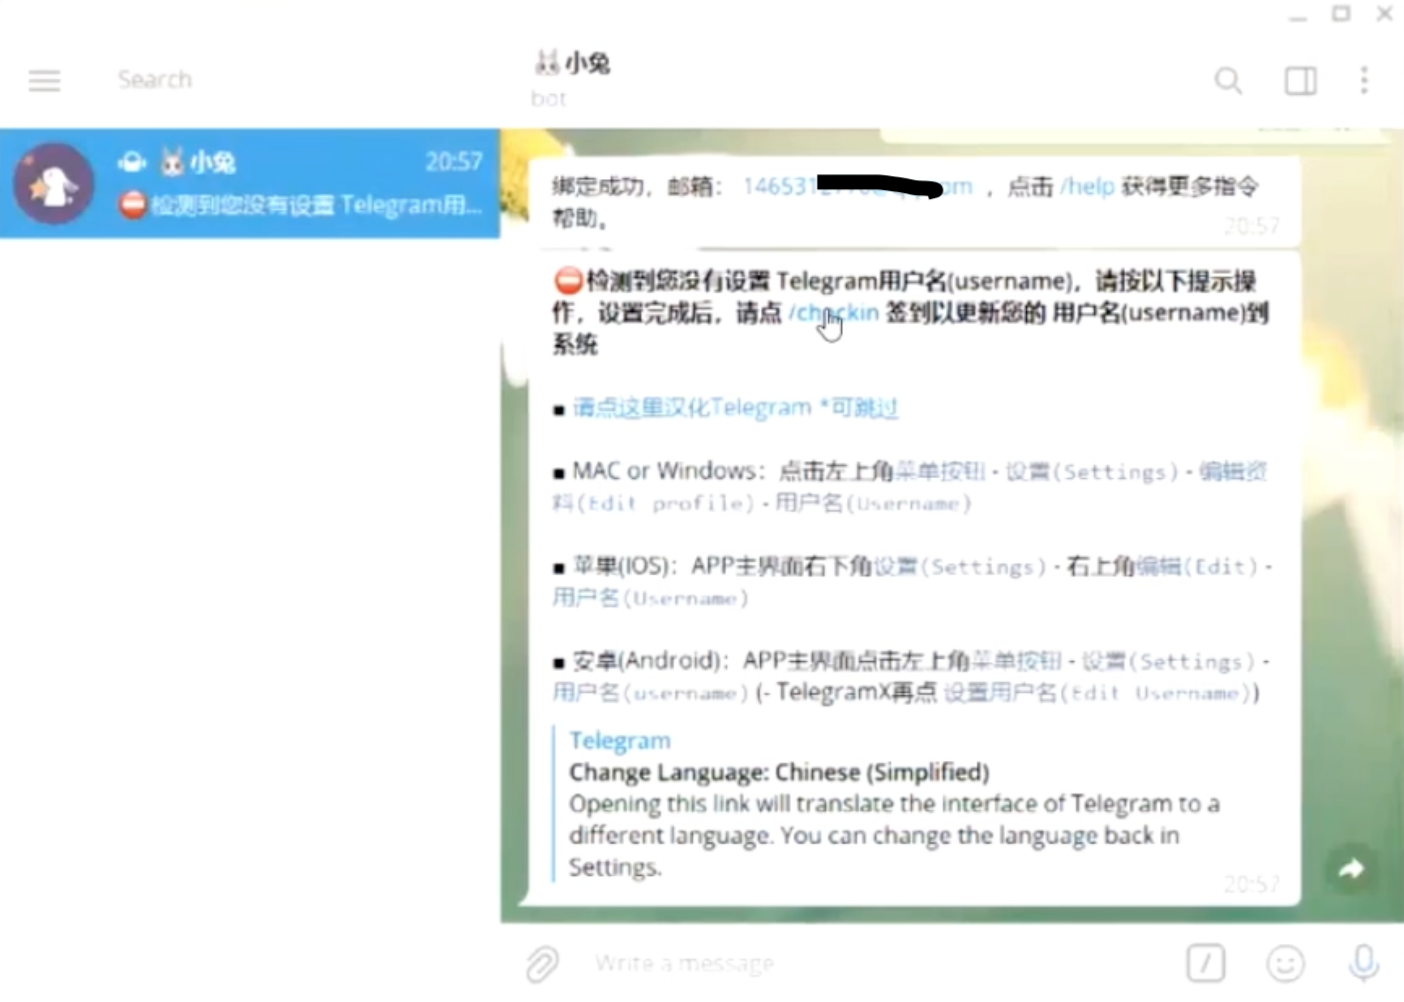 Search
🐰小兔
bot
🐰小兔 20:57
⛔检测到您没有设置 Telegram用...
绑定成功，邮箱： 146531 ，点击 /help 获得更多指令
帮助。
20:57
⛔检测到您没有设置 Telegram用户名(username)，请按以下提示操
作，设置完成后，请点 /checkin 签到以更新您的 用户名(username)到
系统
▪ 请点这里汉化Telegram *可跳过
▪ MAC or Windows：点击左上角菜单按钮 - 设置(Settings) - 编辑资
料(Edit profile) - 用户名(Username)
▪ 苹果(IOS)：APP主界面右下角设置(Settings) - 右上角编辑(Edit) -
用户名(Username)
▪ 安卓(Android)：APP主界面点击左上角菜单按钮 - 设置(Settings) -
用户名(username) (- TelegramX再点 设置用户名(Edit Username))
Telegram
Change Language: Chinese (Simplified)
Opening this link will translate the interface of Telegram to a
different language. You can change the language back in
Settings.
20:57
Write a message